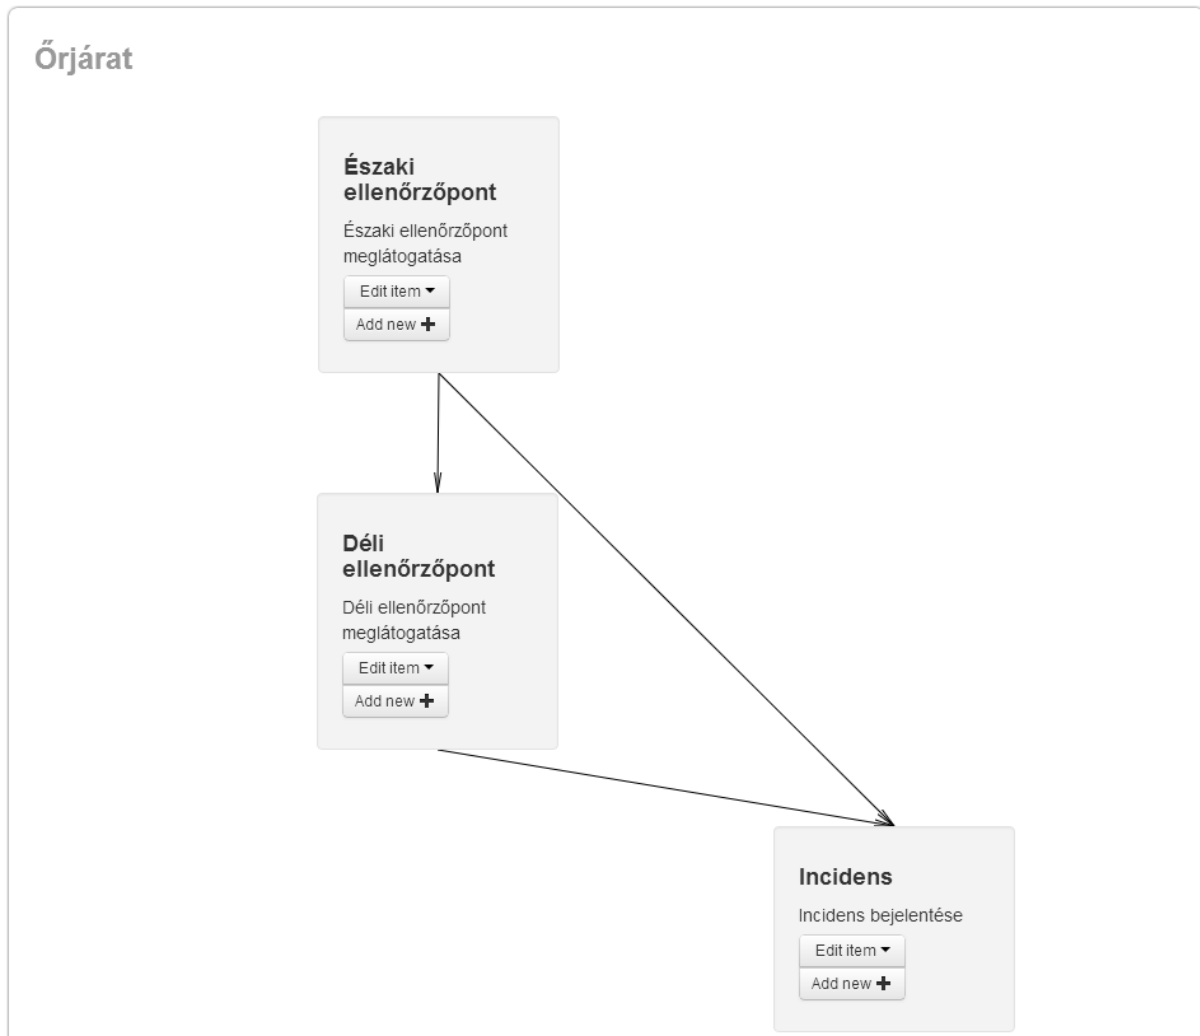 Őrjárat
Északi
ellenőrzőpont
Északi ellenőrzőpont
meglátogatása
Edit item
Add new
Déli
ellenőrzőpont
Déli ellenőrzőpont
meglátogatása
Edit item
Add new
Incidens
Incidens bejelentése
Edit item
Add new